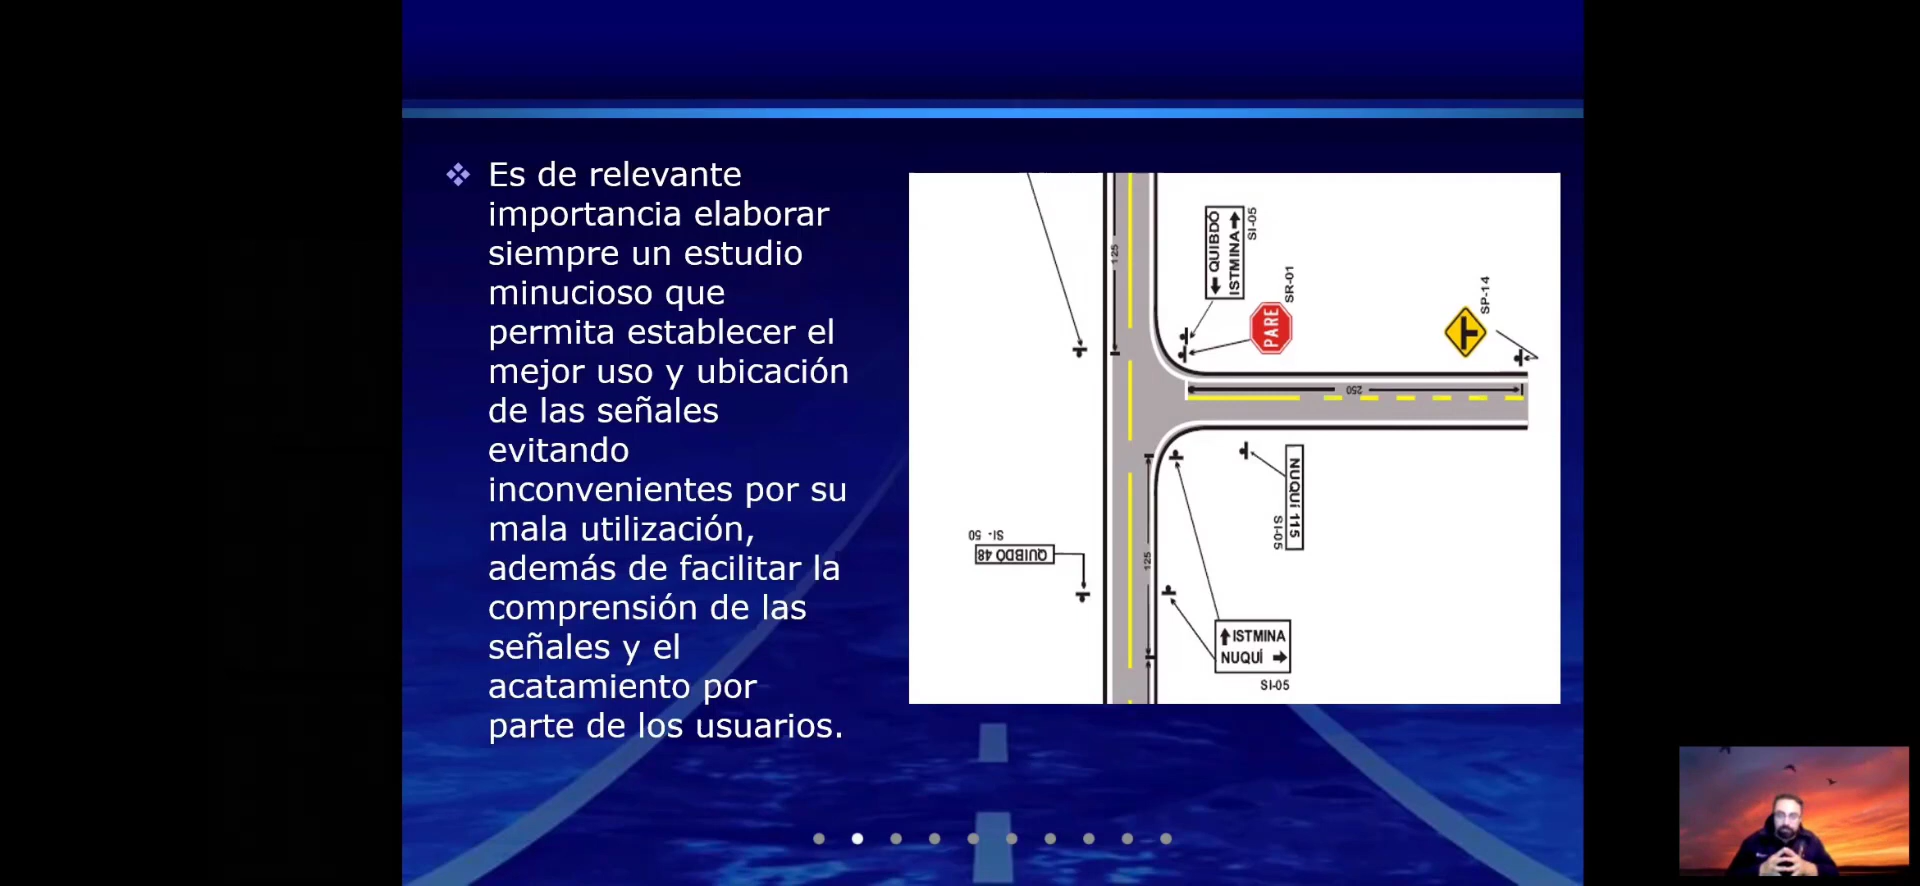 Es de relevante
importancia elaborar
siempre un estudio
minucioso que
permita establecer el
mejor uso y ubicación
de las señales
evitando
inconvenientes por su
mala utilización,
además de facilitar la
comprensión de las
señales y el
acatamiento por
parte de los usuarios.
125
← QUIBDÓ
ISTMINA →
SI-05
PARE
SR-01
SP-14
250
NUQUÍ 115
SI-05
SI - 50
QUIBDÓ 48
125
↑ ISTMINA
NUQUÍ →
SI-05